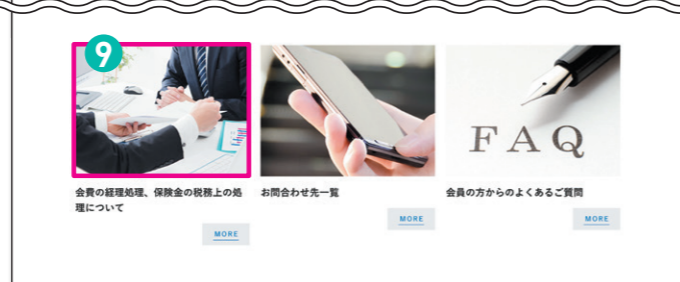 9
FAQ
会費の経理処理、保険金の税務上の処
理について
MORE
お問合わせ先一覧
MORE
会員の方からのよくあるご質問
MORE